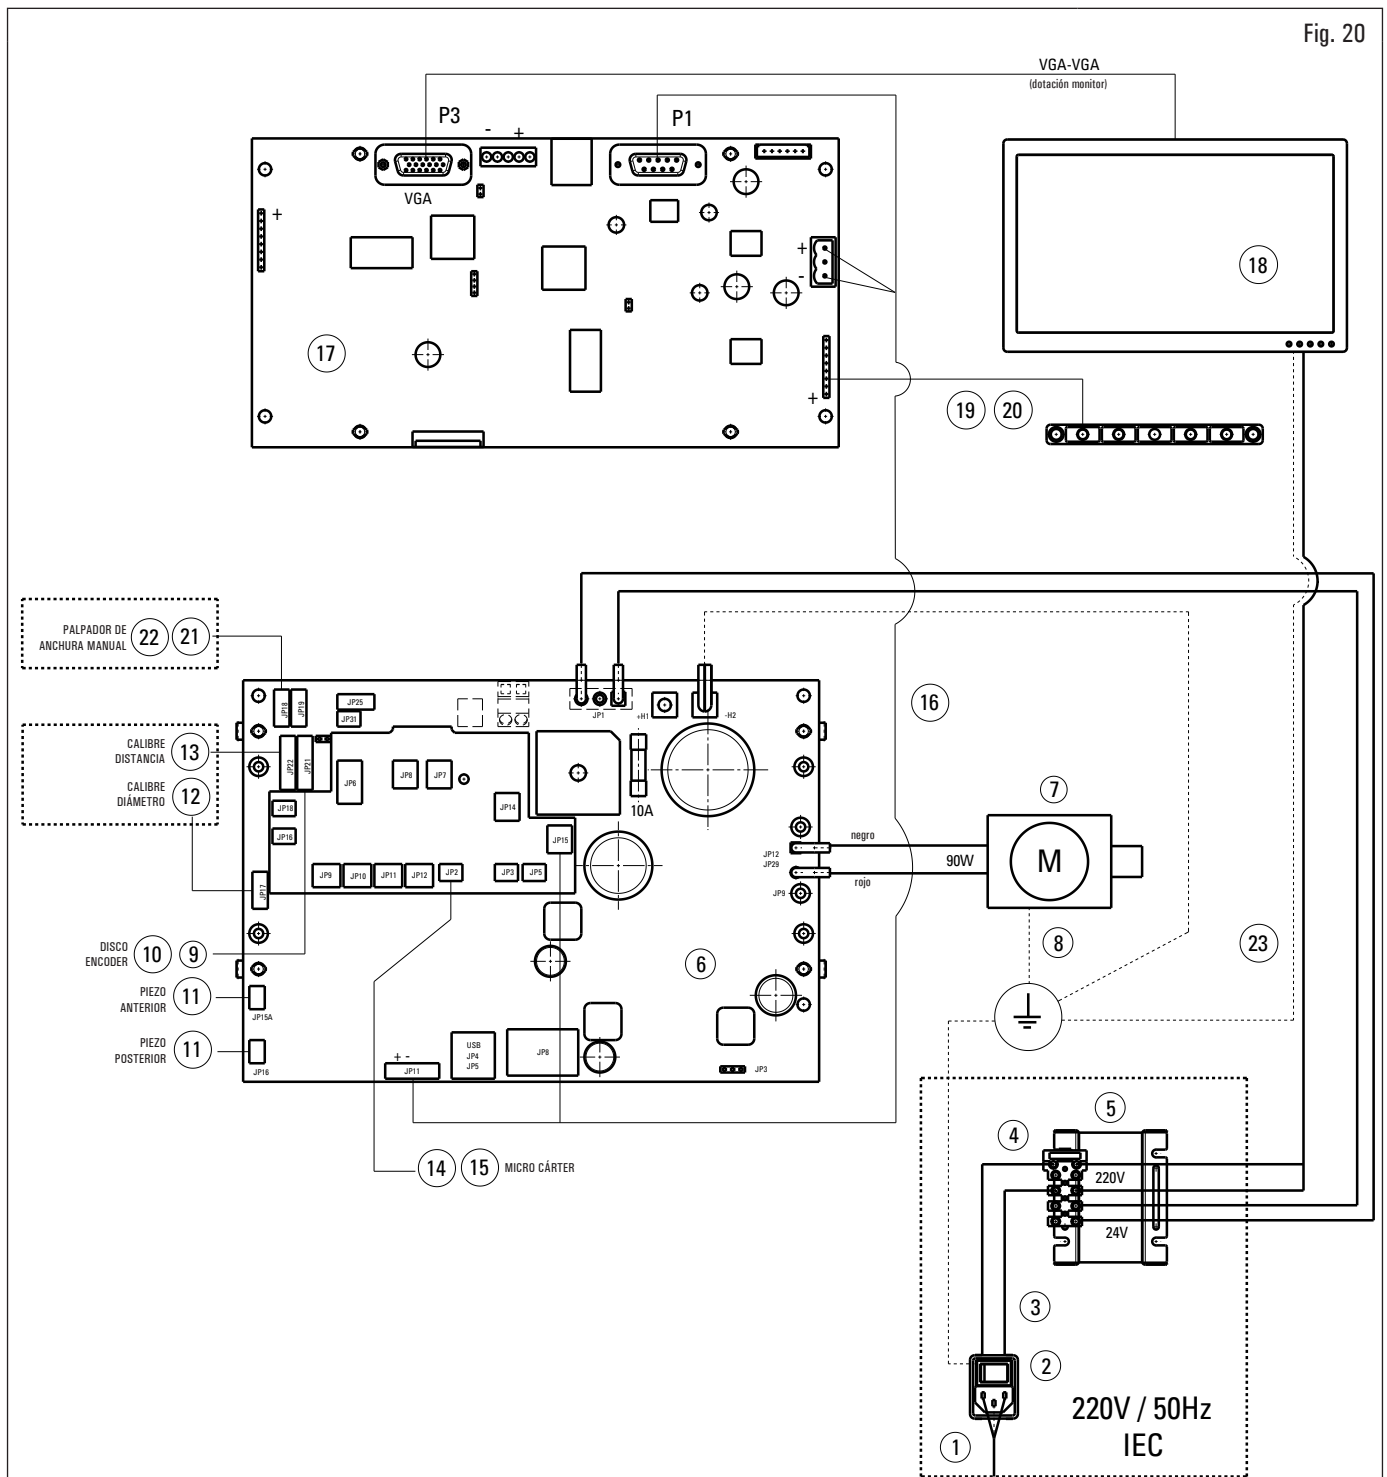 Fig. 20
VGA-VGA
(dotación monitor)
P3
- +
P1
VGA
+
+
-
17
18
+
19 20
PALPADOR DE
ANCHURA MANUAL
22 21
JP18
JP19
JP25
JP31
JP1
+H1
-H2
16
CALIBRE
DISTANCIA
13
CALIBRE
DIÁMETRO
12
JP22
JP21
JP6
JP8
JP7
JP18
JP14
10A
JP16
JP15
7
negro
JP12
JP29
90W
M
rojo
JP9
JP10
JP11
JP12
JP2
JP3
JP5
JP17
JP9
DISCO
ENCODER
10 9
6
8
23
PIEZO
ANTERIOR
11
JP15A
PIEZO
POSTERIOR
11
JP16
+ -
JP11
USB
JP4
JP5
JP8
JP3
14 15 MICRO CÁRTER
5
4
220V
24V
3
2
220V / 50Hz
IEC
1